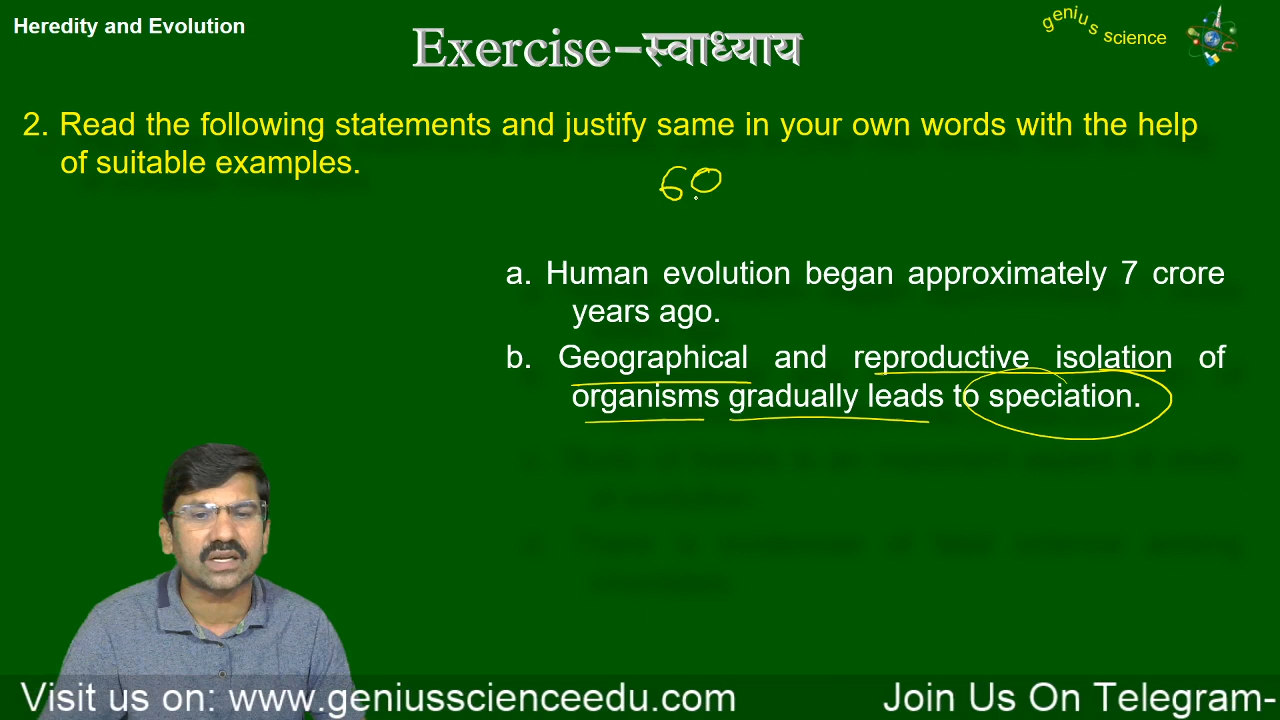 Heredity and Evolution
Exercise-स्वाध्याय
genius science
2. Read the following statements and justify same in your own words with the help
of suitable examples.
60
a. Human evolution began approximately 7 crore
years ago.
b. Geographical and reproductive isolation of
organisms gradually leads to speciation.
Visit us on: www.geniusscienceedu.com
Join Us On Telegram-